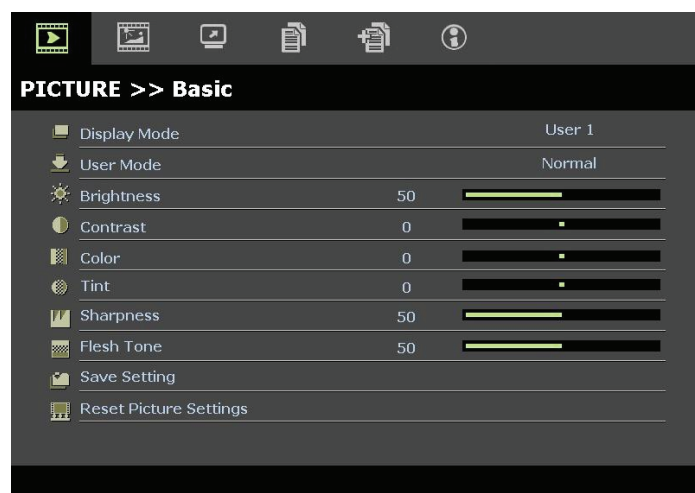 PICTURE >> Basic
Display Mode User 1
User Mode Normal
Brightness 50
Contrast 0
Color 0
Tint 0
Sharpness 50
Flesh Tone 50
Save Setting
Reset Picture Settings